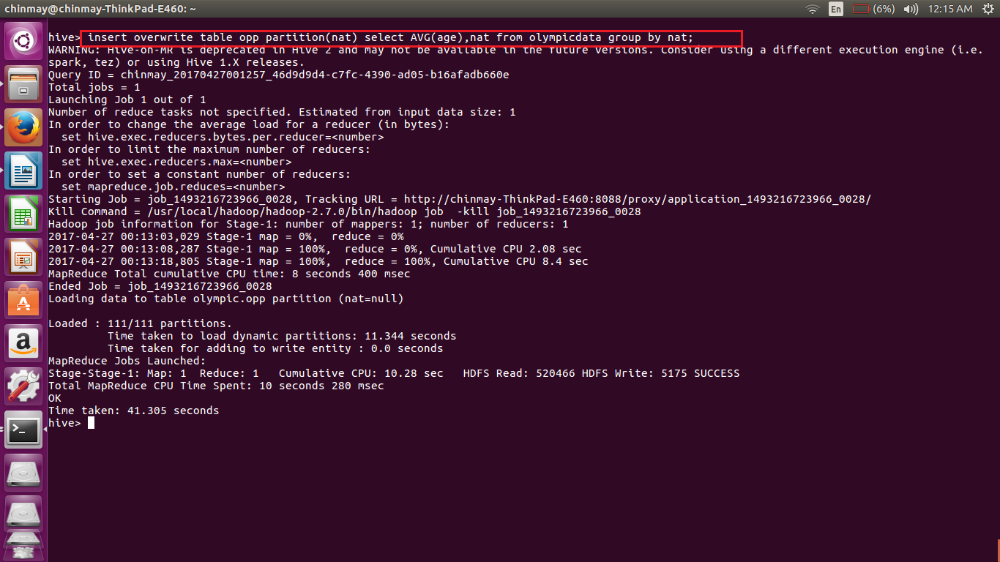 chinmay@chinmay-ThinkPad-E460: ~
En
(6%)
12:15 AM
hive> insert overwrite table opp partition(nat) select AVG(age),nat from olympicdata group by nat;
WARNING: Hive-on-MR is deprecated in Hive 2 and may not be available in the future versions. Consider using a different execution engine (i.e.
spark, tez) or using Hive 1.X releases.
Query ID = chinmay_20170427001257_46d9d9d4-c7fc-4390-ad05-b16afadb660e
Total jobs = 1
Launching Job 1 out of 1
Number of reduce tasks not specified. Estimated from input data size: 1
In order to change the average load for a reducer (in bytes):
  set hive.exec.reducers.bytes.per.reducer=<number>
In order to limit the maximum number of reducers:
  set hive.exec.reducers.max=<number>
In order to set a constant number of reducers:
  set mapreduce.job.reduces=<number>
Starting Job = job_1493216723966_0028, Tracking URL = http://chinmay-ThinkPad-E460:8088/proxy/application_1493216723966_0028/
Kill Command = /usr/local/hadoop/hadoop-2.7.0/bin/hadoop job  -kill job_1493216723966_0028
Hadoop job information for Stage-1: number of mappers: 1; number of reducers: 1
2017-04-27 00:13:03,029 Stage-1 map = 0%,  reduce = 0%
2017-04-27 00:13:08,287 Stage-1 map = 100%,  reduce = 0%, Cumulative CPU 2.08 sec
2017-04-27 00:13:18,805 Stage-1 map = 100%,  reduce = 100%, Cumulative CPU 8.4 sec
MapReduce Total cumulative CPU time: 8 seconds 400 msec
Ended Job = job_1493216723966_0028
Loading data to table olympic.opp partition (nat=null)
Loaded : 111/111 partitions.
         Time taken to load dynamic partitions: 11.344 seconds
         Time taken for adding to write entity : 0.0 seconds
MapReduce Jobs Launched:
Stage-Stage-1: Map: 1  Reduce: 1   Cumulative CPU: 10.28 sec   HDFS Read: 520466 HDFS Write: 5175 SUCCESS
Total MapReduce CPU Time Spent: 10 seconds 280 msec
OK
Time taken: 41.305 seconds
hive>